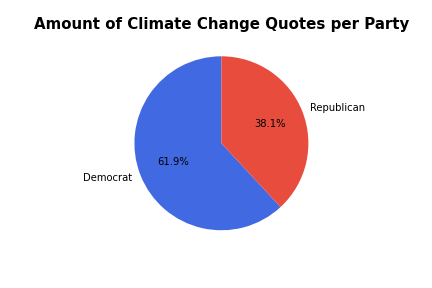 Amount of Climate Change Quotes per Party
Republican
38.1%
61.9%
Democrat